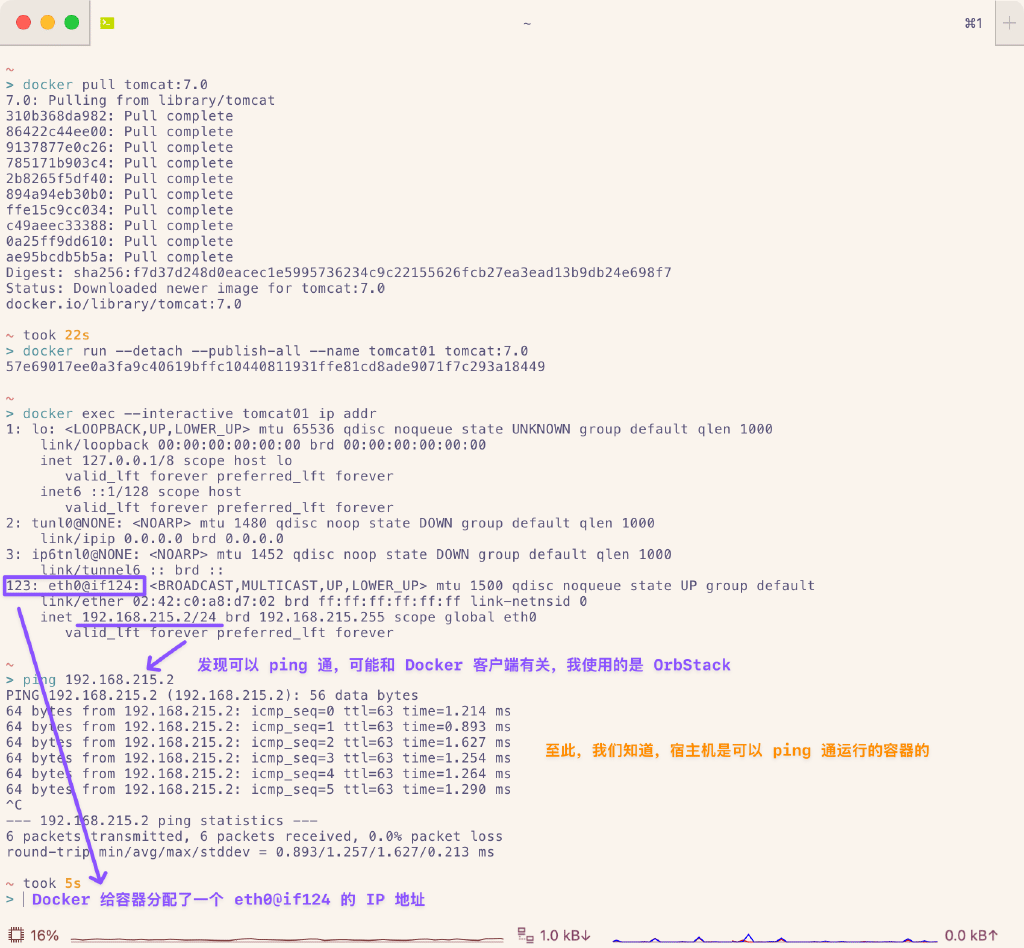 ~
⌘1
~
> docker pull tomcat:7.0
7.0: Pulling from library/tomcat
310b368da982: Pull complete
86422c44ee00: Pull complete
9137877e0c26: Pull complete
785171b903c4: Pull complete
2b8265f5df40: Pull complete
894a94eb30b0: Pull complete
ffe15c9cc034: Pull complete
c49aeec33388: Pull complete
0a25ff9dd610: Pull complete
ae95bcdb5b5a: Pull complete
Digest: sha256:f7d37d248d0eacec1e5995736234c9c22155626fcb27ea3ead13b9db24e698f7
Status: Downloaded newer image for tomcat:7.0
docker.io/library/tomcat:7.0
~ took 22s
> docker run --detach --publish-all --name tomcat01 tomcat:7.0
57e69017ee0a3fa9c40619bffc10440811931ffe81cd8ade9071f7c293a18449
~
> docker exec --interactive tomcat01 ip addr
1: lo: <LOOPBACK,UP,LOWER_UP> mtu 65536 qdisc noqueue state UNKNOWN group default qlen 1000
link/loopback 00:00:00:00:00:00 brd 00:00:00:00:00:00
inet 127.0.0.1/8 scope host lo
valid_lft forever preferred_lft forever
inet6 ::1/128 scope host
valid_lft forever preferred_lft forever
2: tunl0@NONE: <NOARP> mtu 1480 qdisc noop state DOWN group default qlen 1000
link/ipip 0.0.0.0 brd 0.0.0.0
3: ip6tnl0@NONE: <NOARP> mtu 1452 qdisc noop state DOWN group default qlen 1000
link/tunnel6 :: brd ::
123: eth0@if124: <BROADCAST,MULTICAST,UP,LOWER_UP> mtu 1500 qdisc noqueue state UP group default
link/ether 02:42:c0:a8:d7:02 brd ff:ff:ff:ff:ff:ff link-netnsid 0
inet 192.168.215.2/24 brd 192.168.215.255 scope global eth0
valid_lft forever preferred_lft forever
~
发现可以 ping 通，可能和 Docker 客户端有关，我使用的是 OrbStack
> ping 192.168.215.2
PING 192.168.215.2 (192.168.215.2): 56 data bytes
64 bytes from 192.168.215.2: icmp_seq=0 ttl=63 time=1.214 ms
64 bytes from 192.168.215.2: icmp_seq=1 ttl=63 time=0.893 ms
64 bytes from 192.168.215.2: icmp_seq=2 ttl=63 time=1.627 ms
至此，我们知道，宿主机是可以 ping 通运行的容器的
64 bytes from 192.168.215.2: icmp_seq=3 ttl=63 time=1.254 ms
64 bytes from 192.168.215.2: icmp_seq=4 ttl=63 time=1.264 ms
64 bytes from 192.168.215.2: icmp_seq=5 ttl=63 time=1.290 ms
^C
--- 192.168.215.2 ping statistics ---
6 packets transmitted, 6 packets received, 0.0% packet loss
round-trip min/avg/max/stddev = 0.893/1.257/1.627/0.213 ms
~ took 5s
> Docker 给容器分配了一个 eth0@if124 的 IP 地址
16% 1.0 kB↓ 0.0 kB↑